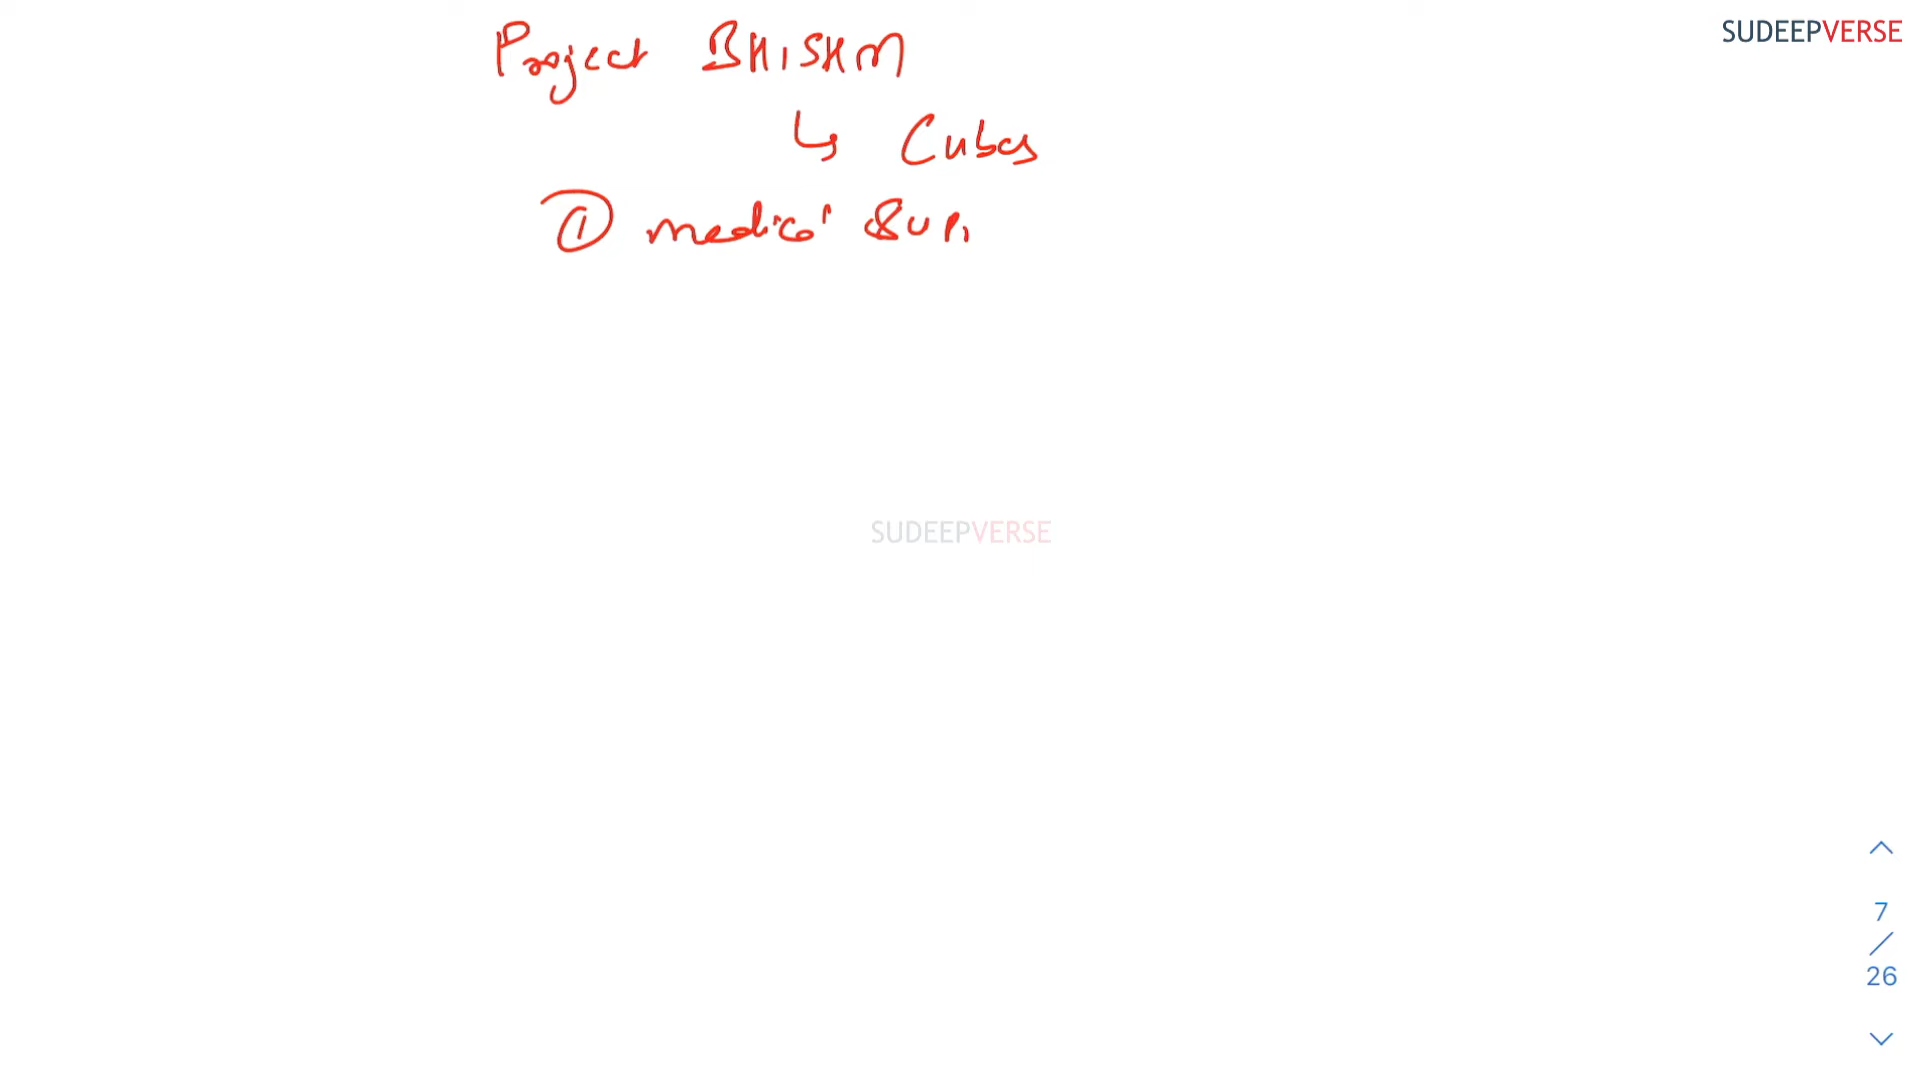 Project BHISHM
SUDEEPVERSE
↳ Cubes
① medical Sup
SUDEEPVERSE
7
/
26